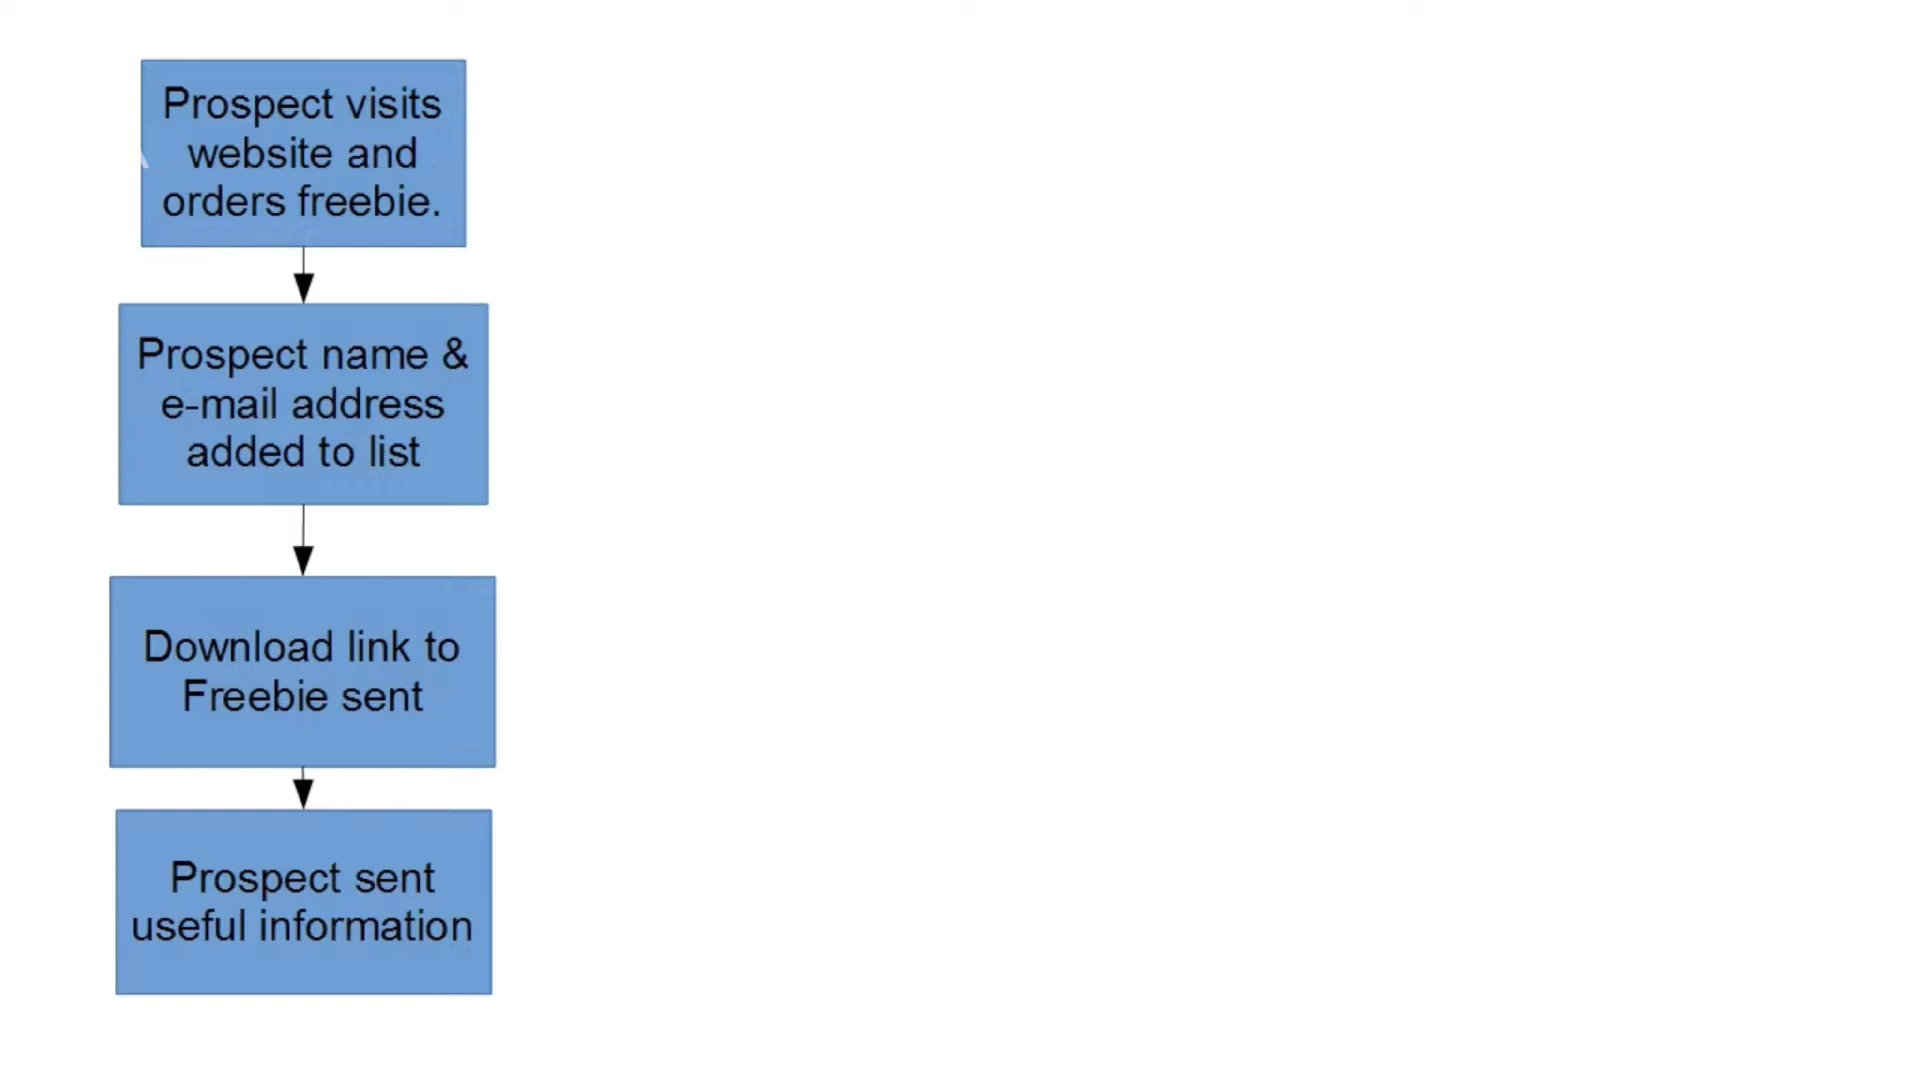 Prospect visits
website and
orders freebie.
Prospect name &
e-mail address
added to list
Download link to
Freebie sent
Prospect sent
useful information